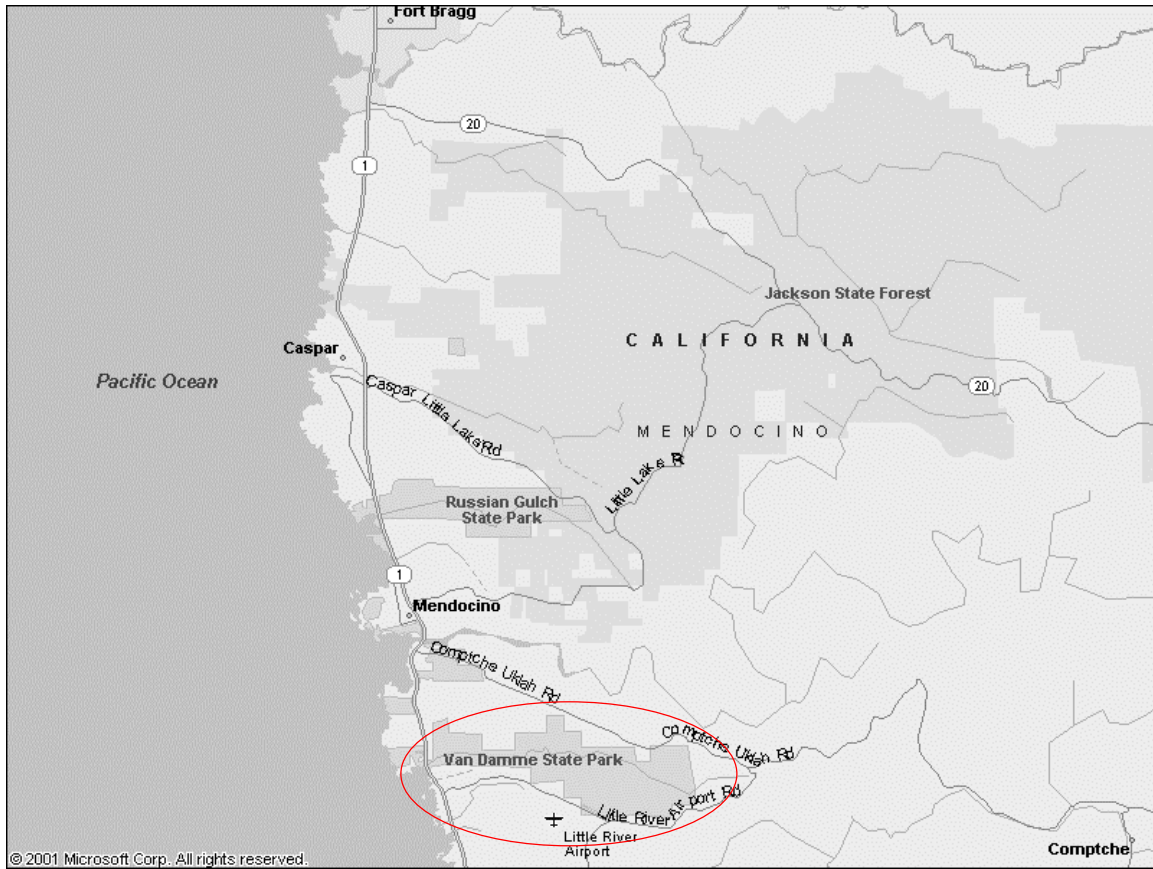 Fort Bragg
20
1
Jackson State Forest
CALIFORNIA
Caspar
Pacific Ocean
Caspar Little Lake Rd
20
MENDOCINO
Little Lake R
Russian Gulch
State Park
1
Mendocino
Comptche Ukiah Rd
Comptche Ukiah Rd
Van Damme State Park
Little River Airport Rd
Little River
Airport
Comptche
© 2001 Microsoft Corp. All rights reserved.